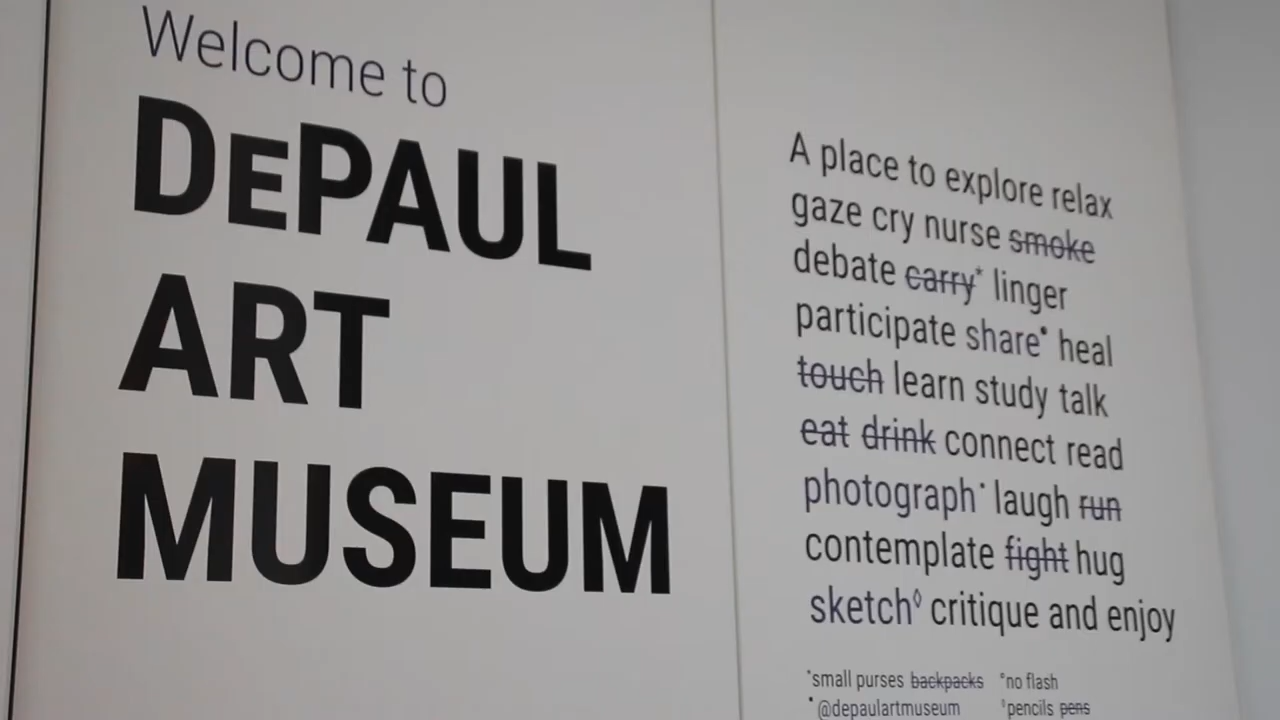 Welcome to
DEPAUL
ART
MUSEUM
A place to explore relax
gaze cry nurse smoke
debate carry* linger
participate share• heal
touch learn study talk
eat drink connect read
photograph° laugh run
contemplate fight hug
sketch◊ critique and enjoy
*small purses backpacks °no flash
•@depaulartmuseum ◊pencils pens